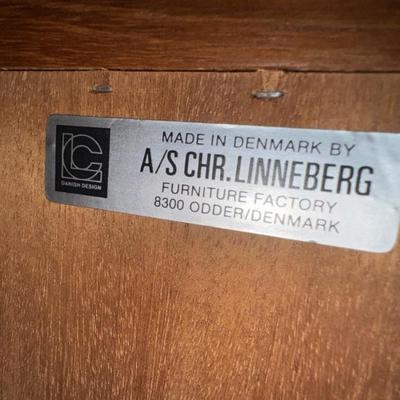 LC
DANISH DESIGN
MADE IN DENMARK BY
A/S CHR.LINNEBERG
FURNITURE FACTORY
8300 ODDER/DENMARK